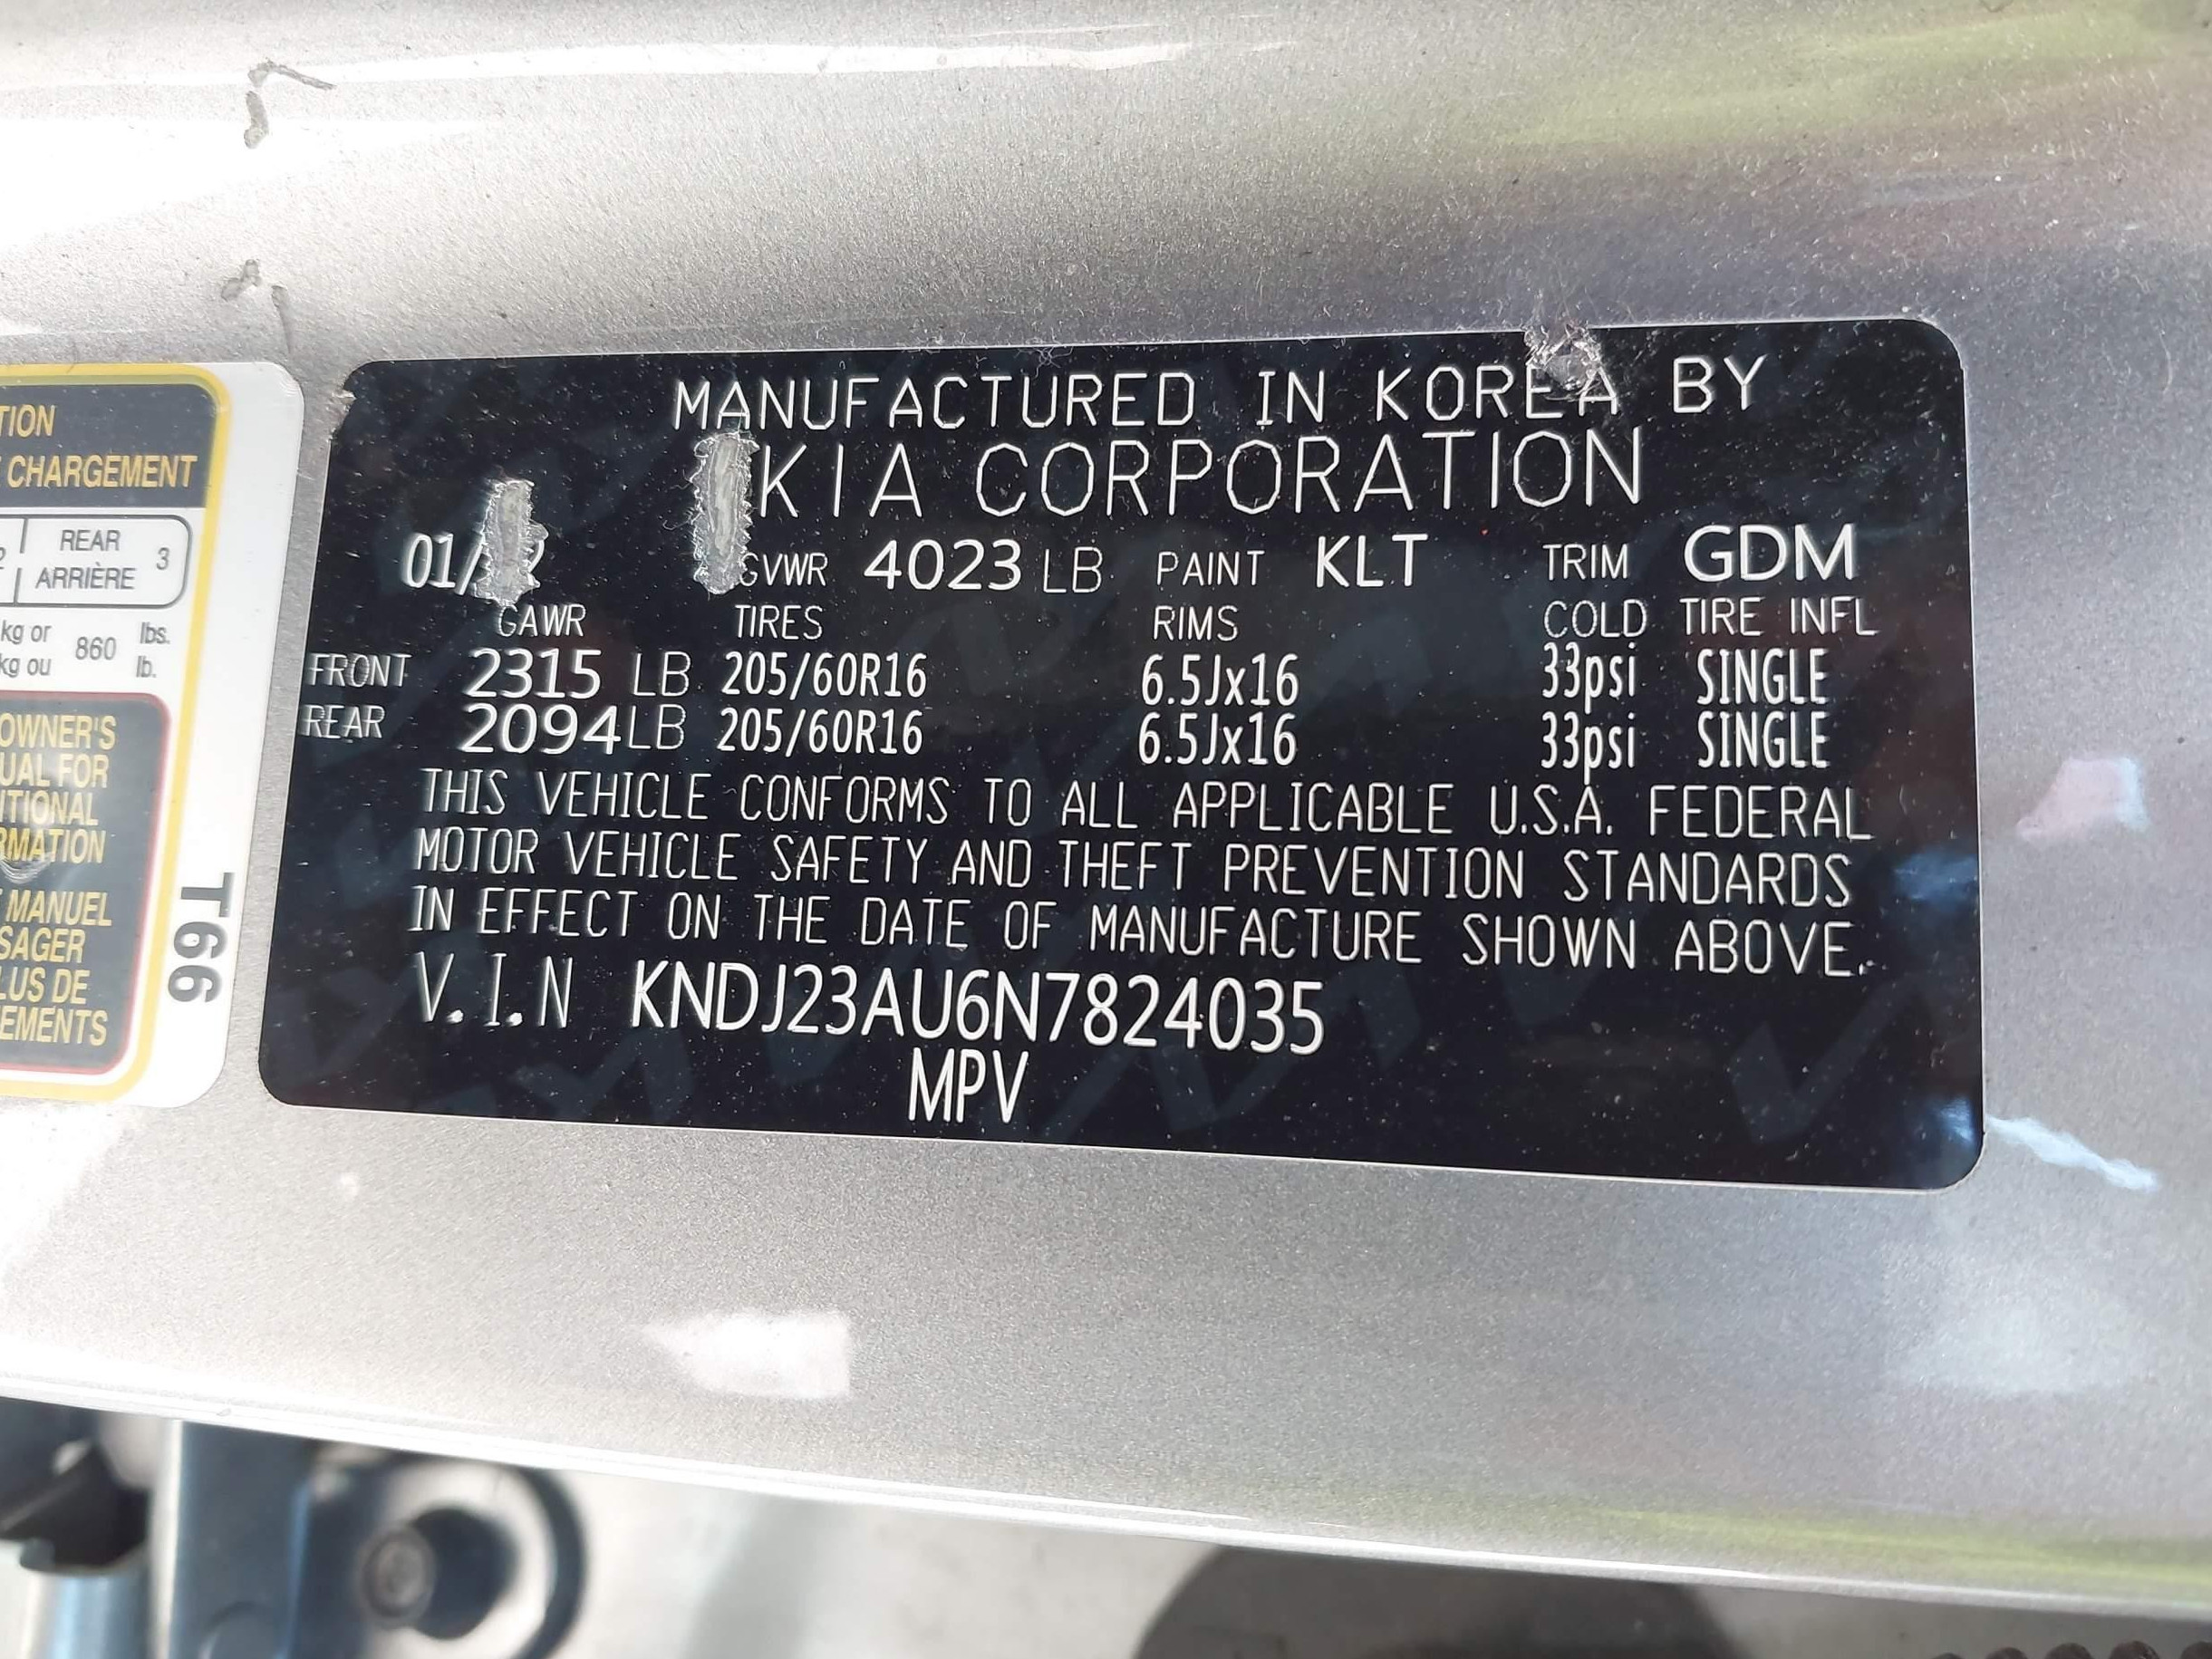 TION
CHARGEMENT
2 REAR 3
ARRIÈRE
kg or 860 lbs.
kg ou lb.
OWNER'S
UAL FOR
ITIONAL
RMATION
MANUEL
SAGER
LUS DE
EMENTS
T66
MANUFACTURED IN KOREA BY
KIA CORPORATION
GVWR 4023 LB PAINT KLT TRIM GDM
GAWR TIRES RIMS COLD TIRE INFL
FRONT 2315 LB 205/60R16 6.5Jx16 33psi SINGLE
REAR 2094 LB 205/60R16 6.5Jx16 33psi SINGLE
THIS VEHICLE CONFORMS TO ALL APPLICABLE U.S.A. FEDERAL
MOTOR VEHICLE SAFETY AND THEFT PREVENTION STANDARDS
IN EFFECT ON THE DATE OF MANUFACTURE SHOWN ABOVE.
V.I.N KNDJ23AU6N7824035
MPV